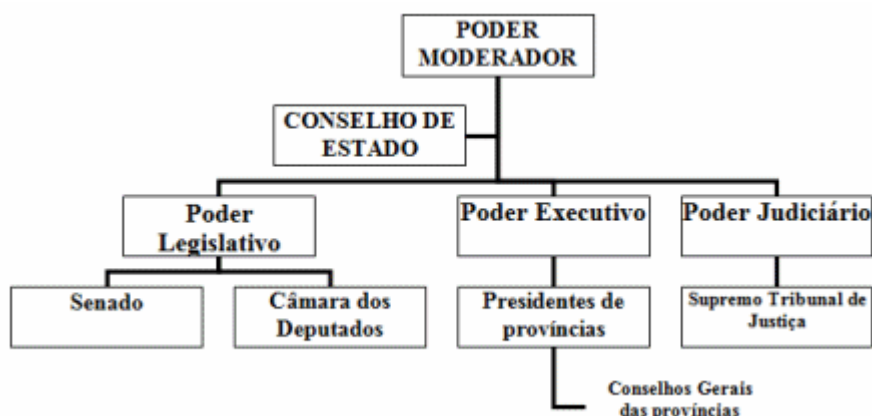 PODER
MODERADOR
CONSELHO DE
ESTADO
Poder
Legislativo
Poder Executivo
Poder Judiciário
Senado
Câmara dos
Deputados
Presidentes de
províncias
Supremo Tribunal de
Justiça
Conselhos Gerais
das províncias